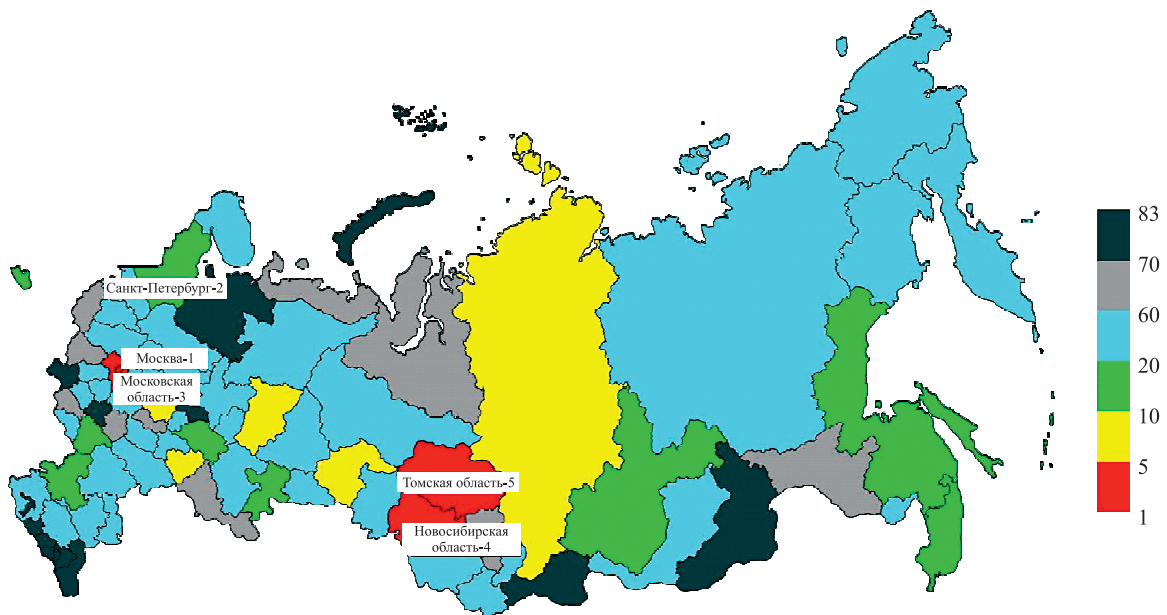 Санкт-Петербург-2
Москва-1
Московская
область-3
Томская область-5
Новосибирская
область-4
83
70
60
20
10
5
1